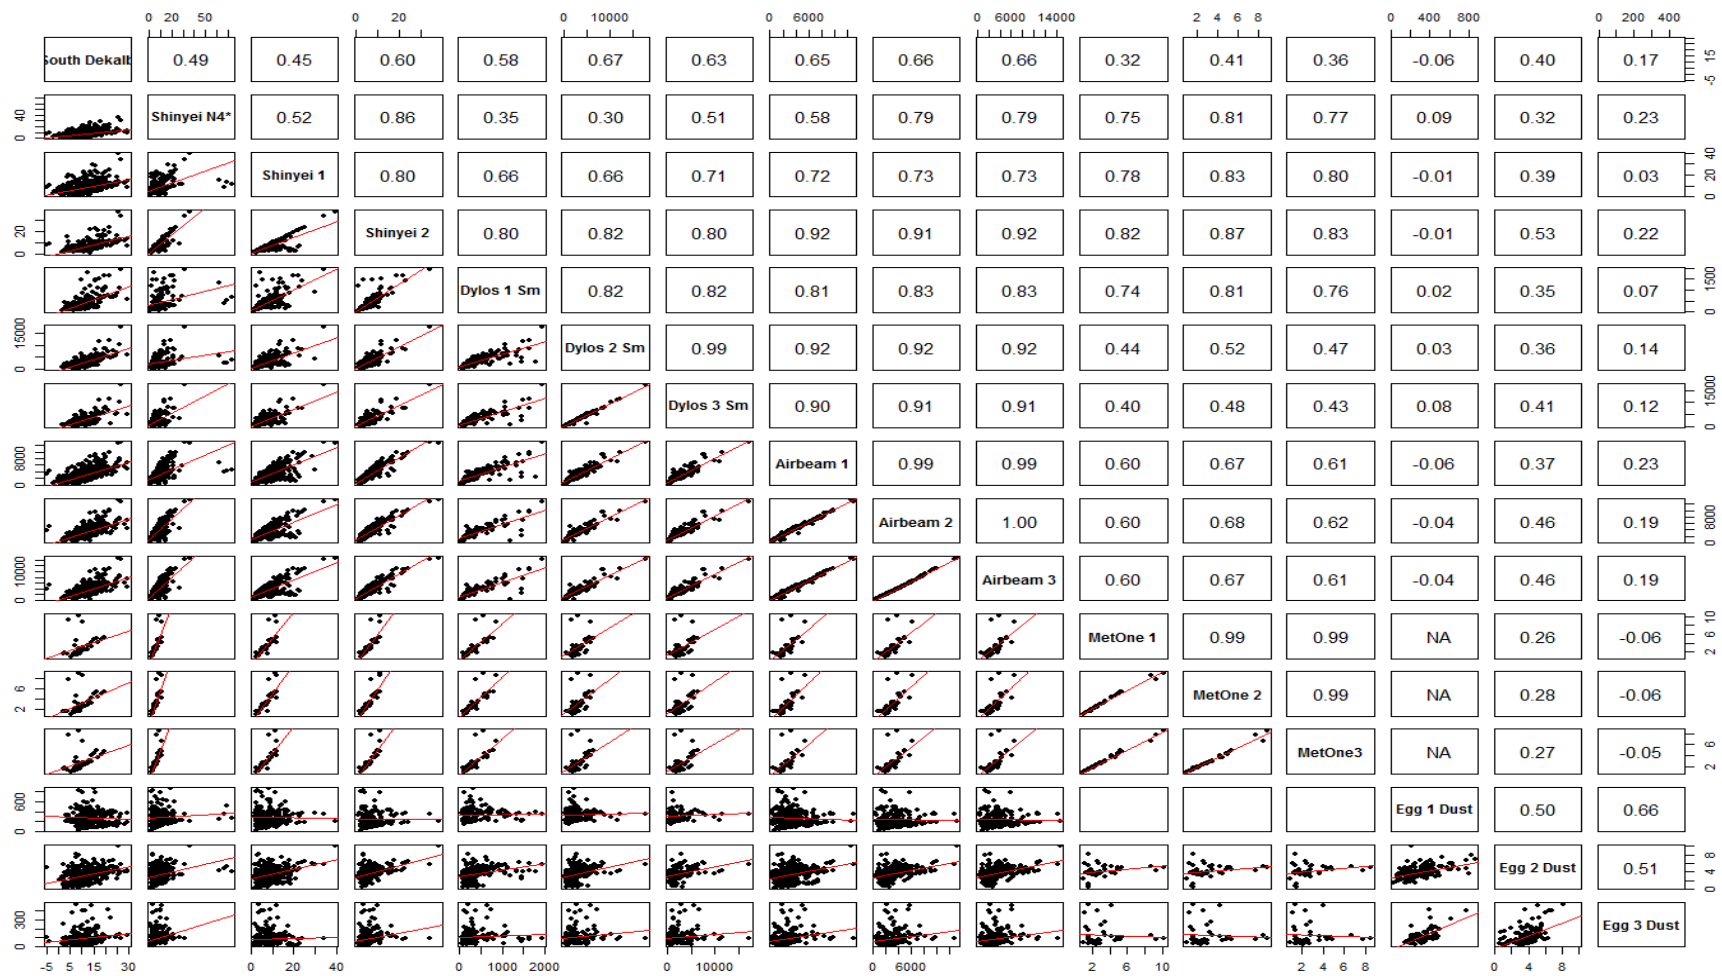 0 20 50 0 20 0 10000 0 6000 0 6000 14000 2 4 6 8 0 400 800 0 200 400
South Dekalb 0.49 0.45 0.60 0.58 0.67 0.63 0.65 0.66 0.66 0.32 0.41 0.36 -0.06 0.40 0.17 -5 15
0 40 Shinyei N4* 0.52 0.86 0.35 0.30 0.51 0.58 0.79 0.79 0.75 0.81 0.77 0.09 0.32 0.23
Shinyei 1 0.80 0.66 0.66 0.71 0.72 0.73 0.73 0.78 0.83 0.80 -0.01 0.39 0.03 0 20 40
0 20 Shinyei 2 0.80 0.82 0.80 0.92 0.91 0.92 0.82 0.87 0.83 -0.01 0.53 0.22
Dylos 1 Sm 0.82 0.82 0.81 0.83 0.83 0.74 0.81 0.76 0.02 0.35 0.07 0 1500
0 15000 Dylos 2 Sm 0.99 0.92 0.92 0.92 0.44 0.52 0.47 0.03 0.36 0.14
Dylos 3 Sm 0.90 0.91 0.91 0.40 0.48 0.43 0.08 0.41 0.12 0 15000
0 8000 Airbeam 1 0.99 0.99 0.60 0.67 0.61 -0.06 0.37 0.23
Airbeam 2 1.00 0.60 0.68 0.62 -0.04 0.46 0.19 0 8000
0 10000 Airbeam 3 0.60 0.67 0.61 -0.04 0.46 0.19
MetOne 1 0.99 0.99 NA 0.26 -0.06 2 6 10
2 6 MetOne 2 0.99 NA 0.28 -0.06
MetOne3 NA 0.27 -0.05 2 6
0 600 Egg 1 Dust 0.50 0.66
Egg 2 Dust 0.51 0 4 8
0 300 Egg 3 Dust
-5 5 15 30 0 20 40 0 1000 2000 0 10000 0 6000 2 6 10 2 4 6 8 0 4 8